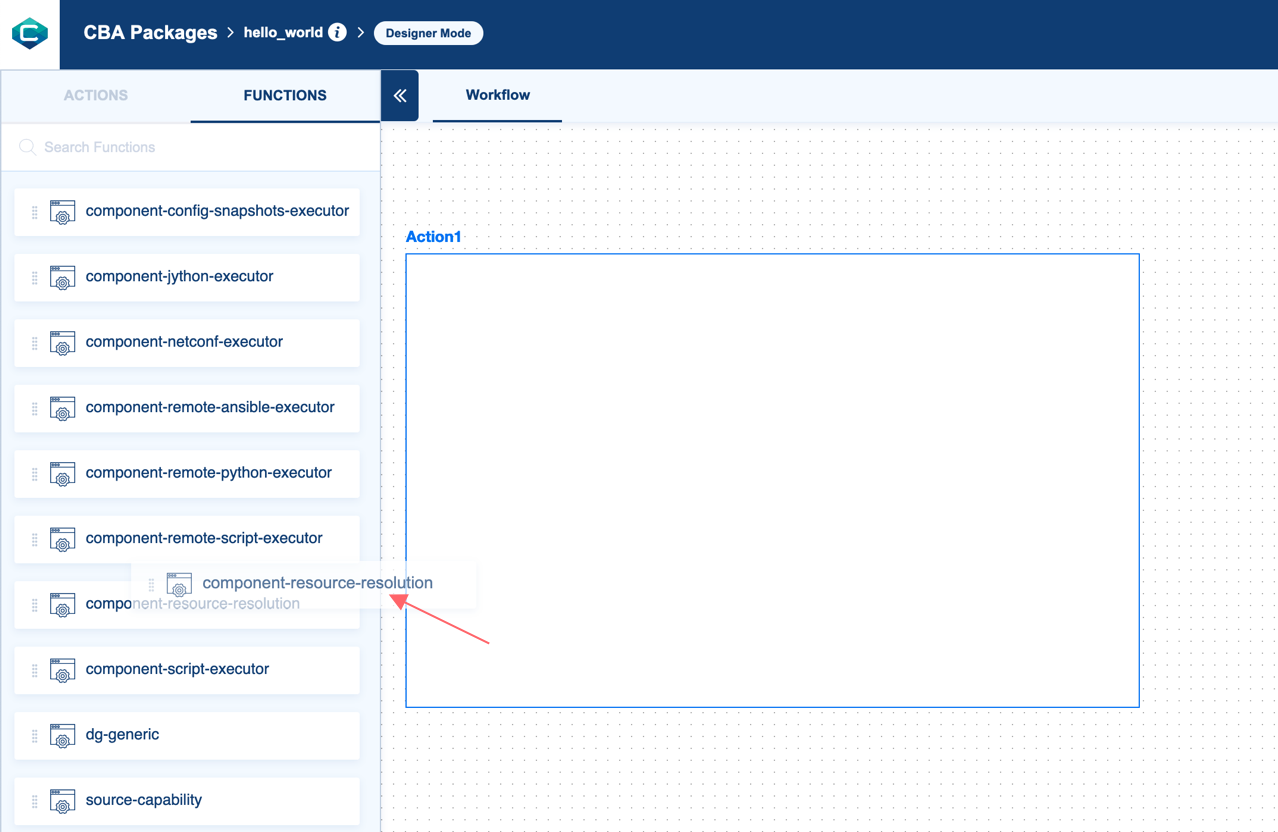 CBA Packages > hello_world i > Designer Mode
ACTIONS
FUNCTIONS
Workflow
Search Functions
component-config-snapshots-executor
Action1
component-jython-executor
component-netconf-executor
component-remote-ansible-executor
component-remote-python-executor
component-remote-script-executor
component-resource-resolution
component-resource-resolution
component-script-executor
dg-generic
source-capability